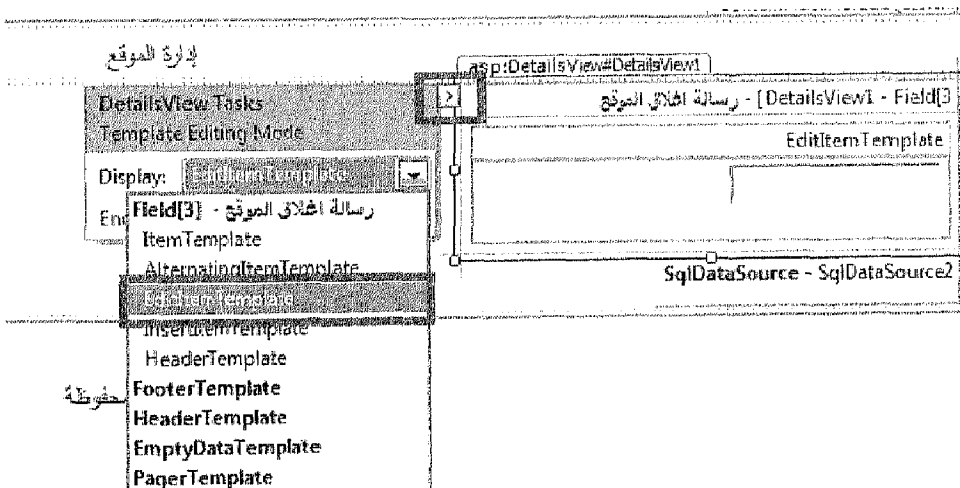 إدارة الموقع
asp:DetailsView#DetailsView1
DetailsView Tasks
Template Editing Mode
Display: EditItemTemplate
Field[3] - رسالة اغلاق الموقع
ItemTemplate
AlternatingItemTemplate
EditItemTemplate
InsertItemTemplate
HeaderTemplate
FooterTemplate
HeaderTemplate
EmptyDataTemplate
PagerTemplate
DetailsView1 - Field[3] - رسالة اغلاق الموقع
EditItemTemplate
SqlDataSource - SqlDataSource2